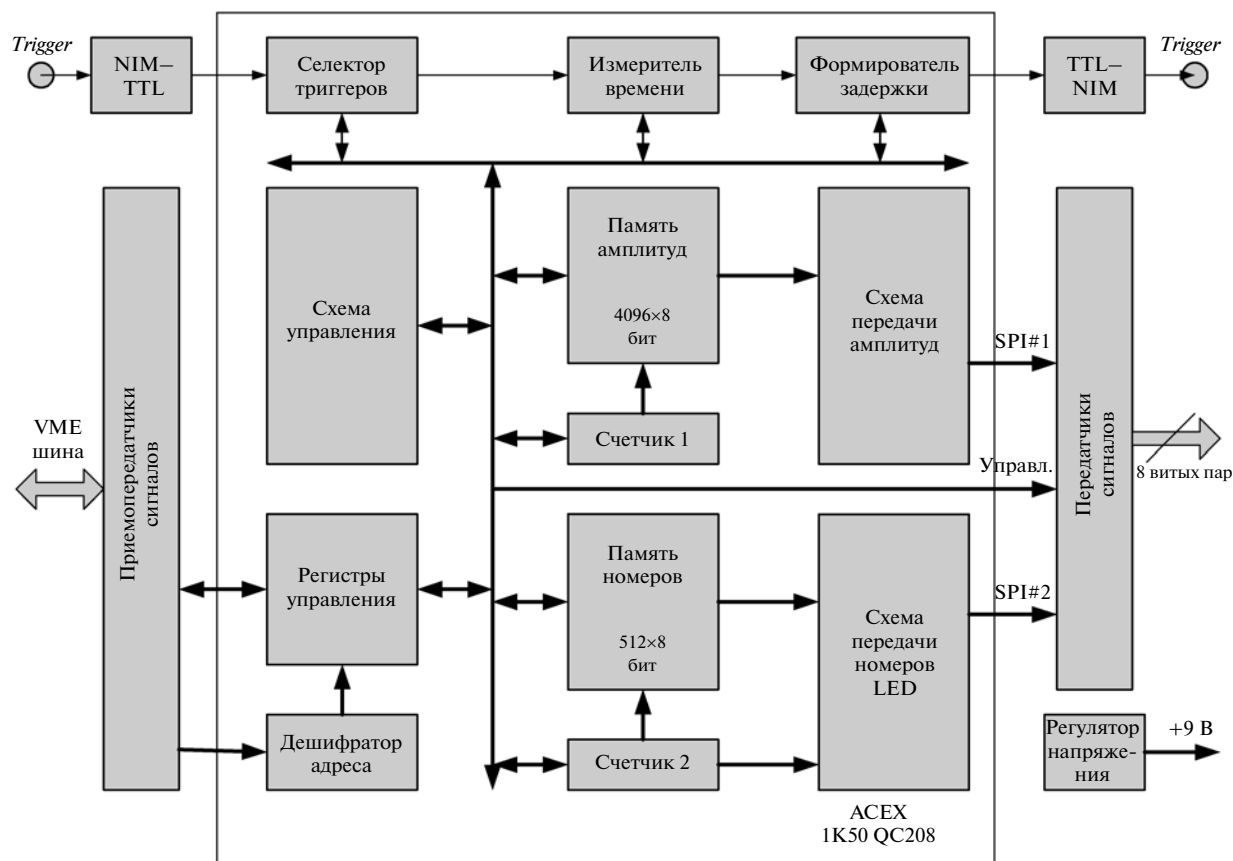 Trigger
NIM–
TTL
Селектор
триггеров
Измеритель
времени
Формирователь
задержки
TTL–
NIM
Trigger
VME
шина
Приемопередатчики
сигналов
Схема
управления
Память
амплитуд
4096×8
бит
Счетчик 1
Схема
передачи
амплитуд
SPI#1
Управл.
Передатчики
сигналов
8 витых пар
Регистры
управления
Дешифратор
адреса
Память
номеров
512×8
бит
Счетчик 2
Схема
передачи
номеров
LED
SPI#2
Регулятор
напряже-
ния
+9 В
ACEX
1K50 QC208